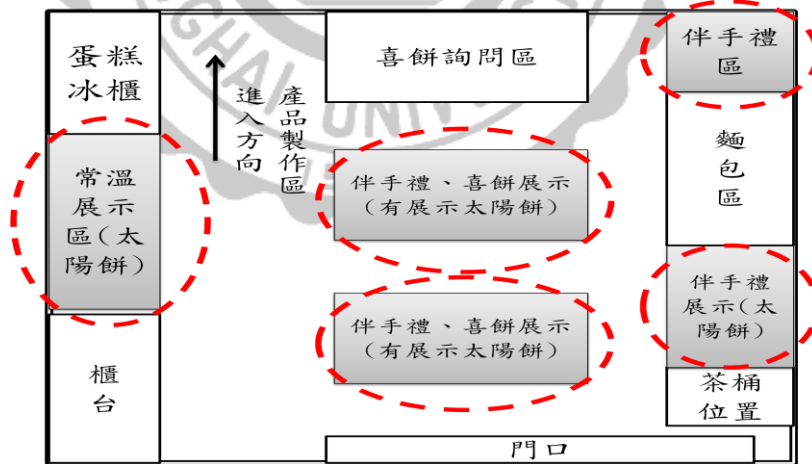 蛋糕
冰櫃
產品製作區
進入方向
喜餅詢問區
伴手禮
區
常溫
展示
區(太
陽餅)
伴手禮、喜餅展示
(有展示太陽餅)
麵
包
區
伴手禮、喜餅展示
(有展示太陽餅)
伴手禮
展示(太
陽餅)
櫃
台
茶桶
位置
門口